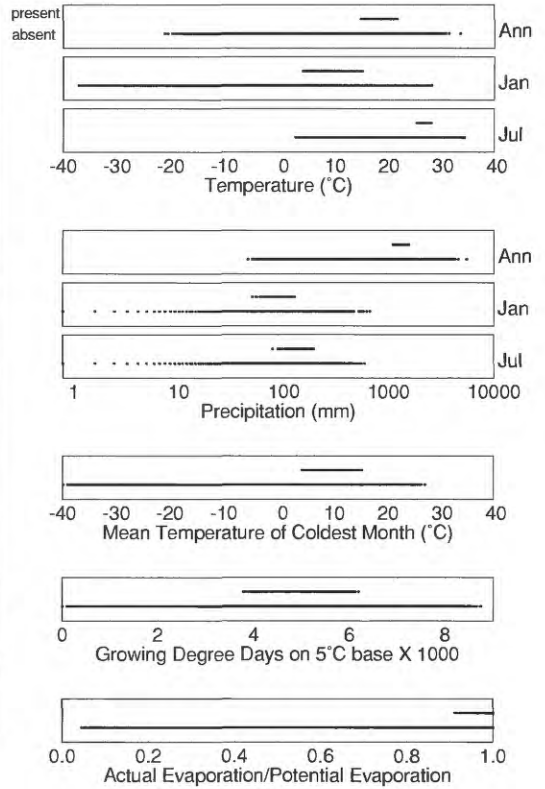 present
absent
Ann
Jan
Jul
-40 -30 -20 -10 0 10 20 30 40
Temperature (˚C)
Ann
Jan
Jul
1 10 100 1000 10000
Precipitation (mm)
-40 -30 -20 -10 0 10 20 30 40
Mean Temperature of Coldest Month (˚C)
0 2 4 6 8
Growing Degree Days on 5˚C base X 1000
0.0 0.2 0.4 0.6 0.8 1.0
Actual Evaporation/Potential Evaporation